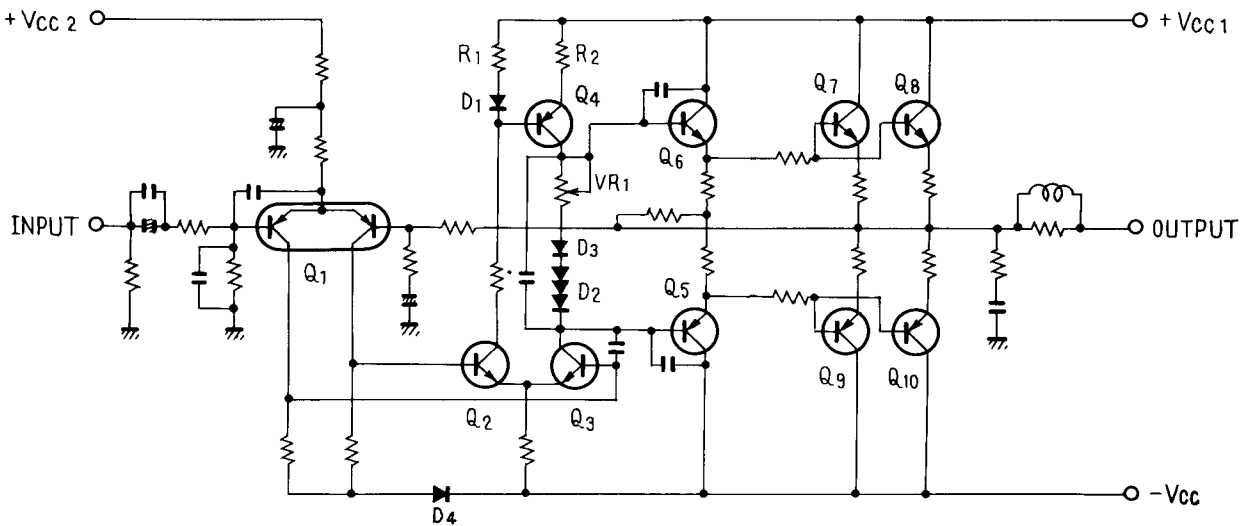 + Vcc 2
+ Vcc 1
R1
R2
D1
Q4
Q7
Q8
Q6
VR1
INPUT
OUTPUT
Q1
D3
D2
Q5
Q9
Q10
Q2
Q3
D4
- Vcc